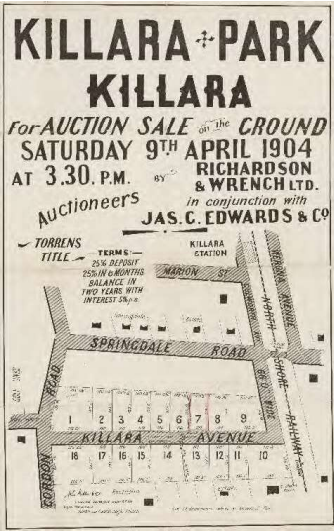 KILLARA PARK
KILLARA
For AUCTION SALE on the GROUND
SATURDAY 9TH APRIL 1904
AT 3.30. P.M. BY RICHARDSON & WRENCH LTD.
Auctioneers
in conjunction with
JAS. C. EDWARDS & Co
TORRENS
TITLE
TERMS:
25% DEPOSIT
25% IN 6 MONTHS
BALANCE IN
TWO YEARS WITH
INTEREST 5% p.a.
KILLARA
STATION
MARION ST
AVENUE
NORTH SHORE RAILWAY
SPRINGDALE ROAD
GORDON ROAD
1 2 3 4 5 6 7 8 9
KILLARA AVENUE
18 17 16 15 14 13 12 11 10